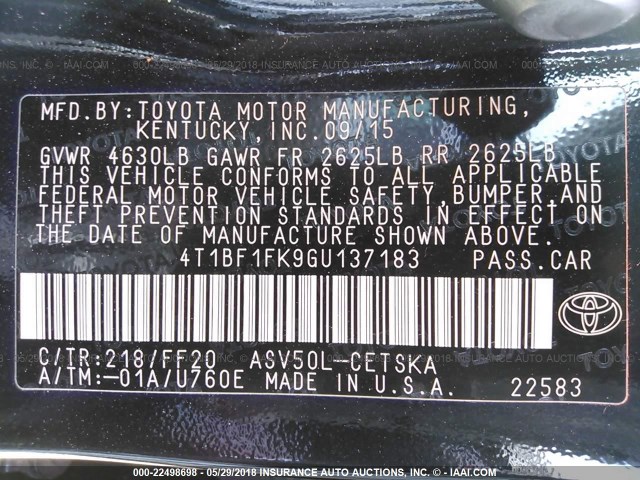 MFD.BY:TOYOTA MOTOR MANUFACTURING,
KENTUCKY,INC.09/15
GVWR 4630LB GAWR FR 2625LB RR 2625LB
THIS VEHICLE CONFORMS TO ALL APPLICABLE
FEDERAL MOTOR VEHICLE SAFETY,BUMPER,AND
THEFT PREVENTION STANDARDS IN EFFECT ON
THE DATE OF MANUFACTURE SHOWN ABOVE.
4T1BF1FK9GU137183 PASS.CAR
C/TR:218/FF20 ASV50L-CETSKA
A/TM:-01A/U760E MADE IN U.S.A.
22583
TOYOTA
000-22498698 - 05/29/2018 INSURANCE AUTO AUCTIONS, INC. - © - IAAI.COM